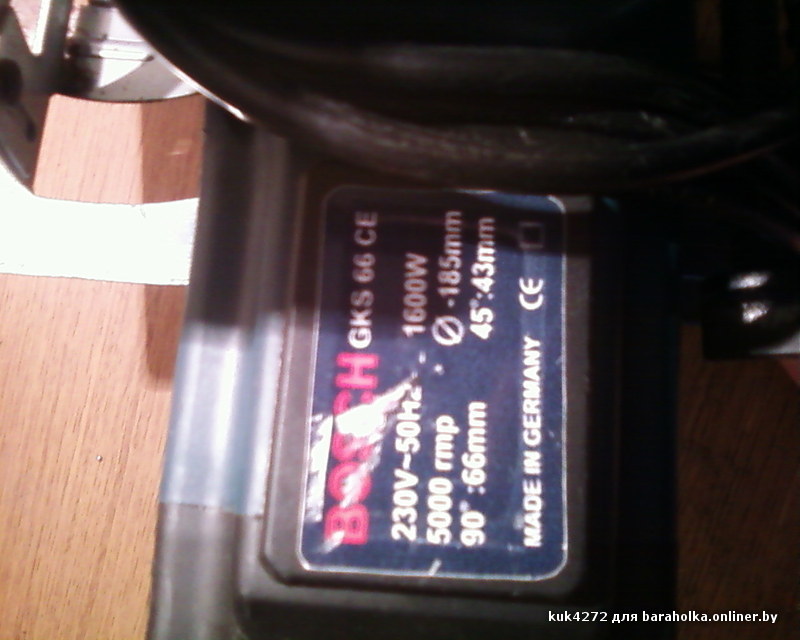 BOSCH GKS 66 CE
230V~50Hz 1600W
5000 rmp Ø -185mm
90° :66mm 45°:43mm
MADE IN GERMANY CE
kuk4272 для baraholka.onliner.by